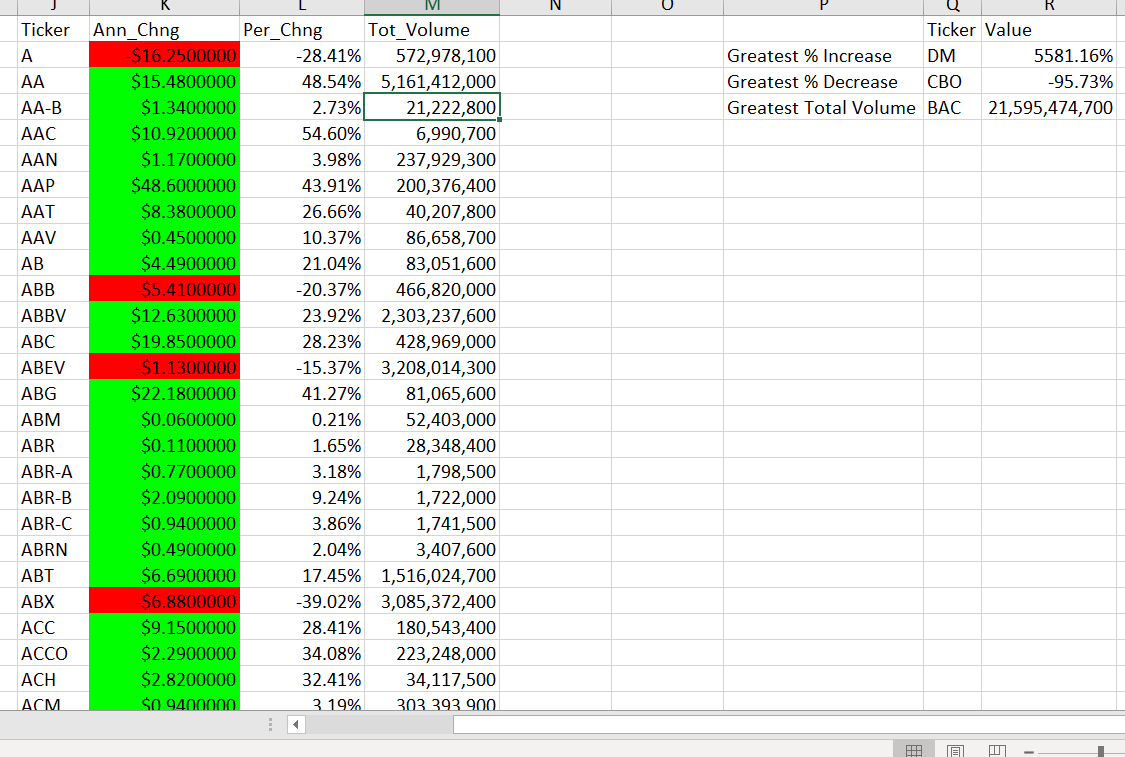 J K L M N O P Q R
Ticker Ann_Chng Per_Chng Tot_Volume Ticker Value
A -$16.2500000 -28.41% 572,978,100 Greatest % Increase DM 5581.16%
AA $15.4800000 48.54% 5,161,412,000 Greatest % Decrease CBO -95.73%
AA-B $1.3400000 2.73% 21,222,800 Greatest Total Volume BAC 21,595,474,700
AAC $10.9200000 54.60% 6,990,700
AAN $1.1700000 3.98% 237,929,300
AAP $48.6000000 43.91% 200,376,400
AAT $8.3800000 26.66% 40,207,800
AAV $0.4500000 10.37% 86,658,700
AB $4.4900000 21.04% 83,051,600
ABB -$5.4100000 -20.37% 466,820,000
ABBV $12.6300000 23.92% 2,303,237,600
ABC $19.8500000 28.23% 428,969,000
ABEV -$1.1300000 -15.37% 3,208,014,300
ABG $22.1800000 41.27% 81,065,600
ABM $0.0600000 0.21% 52,403,000
ABR $0.1100000 1.65% 28,348,400
ABR-A $0.7700000 3.18% 1,798,500
ABR-B $2.0900000 9.24% 1,722,000
ABR-C $0.9400000 3.86% 1,741,500
ABRN $0.4900000 2.04% 3,407,600
ABT $6.6900000 17.45% 1,516,024,700
ABX -$6.8800000 -39.02% 3,085,372,400
ACC $9.1500000 28.41% 180,543,400
ACCO $2.2900000 34.08% 223,248,000
ACH $2.8200000 32.41% 34,117,500
ACM $0.9400000 3.19% 303,393,900